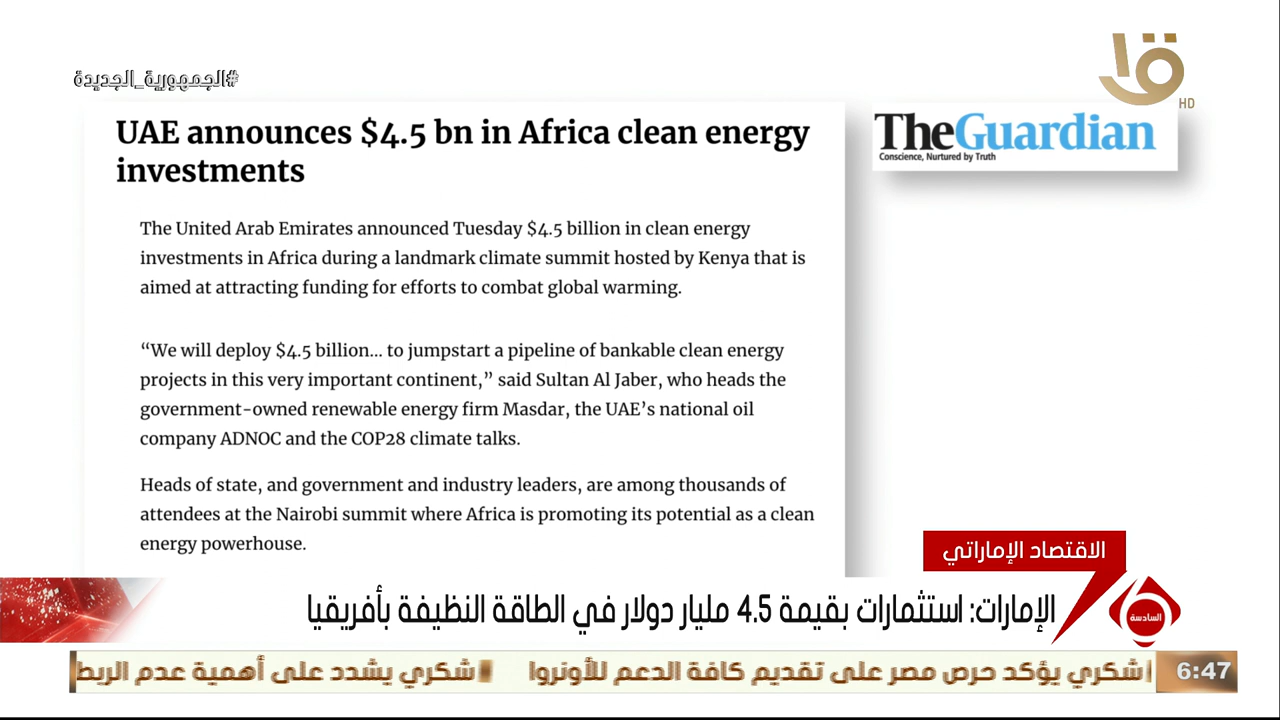 #الجمهورية_الجديدة
HD
UAE announces $4.5 bn in Africa clean energy
investments
TheGuardian
Conscience, Nurtured by Truth
The United Arab Emirates announced Tuesday $4.5 billion in clean energy
investments in Africa during a landmark climate summit hosted by Kenya that is
aimed at attracting funding for efforts to combat global warming.
“We will deploy $4.5 billion... to jumpstart a pipeline of bankable clean energy
projects in this very important continent,” said Sultan Al Jaber, who heads the
government-owned renewable energy firm Masdar, the UAE’s national oil
company ADNOC and the COP28 climate talks.
Heads of state, and government and industry leaders, are among thousands of
attendees at the Nairobi summit where Africa is promoting its potential as a clean
energy powerhouse.
الاقتصاد الإماراتي
الإمارات: استثمارات بقيمة 4.5 مليار دولار في الطاقة النظيفة بأفريقيا
السادسة
شكري يؤكد حرص مصر على تقديم كافة الدعم للأونروا شكري يشدد على أهمية عدم الربط
6:47